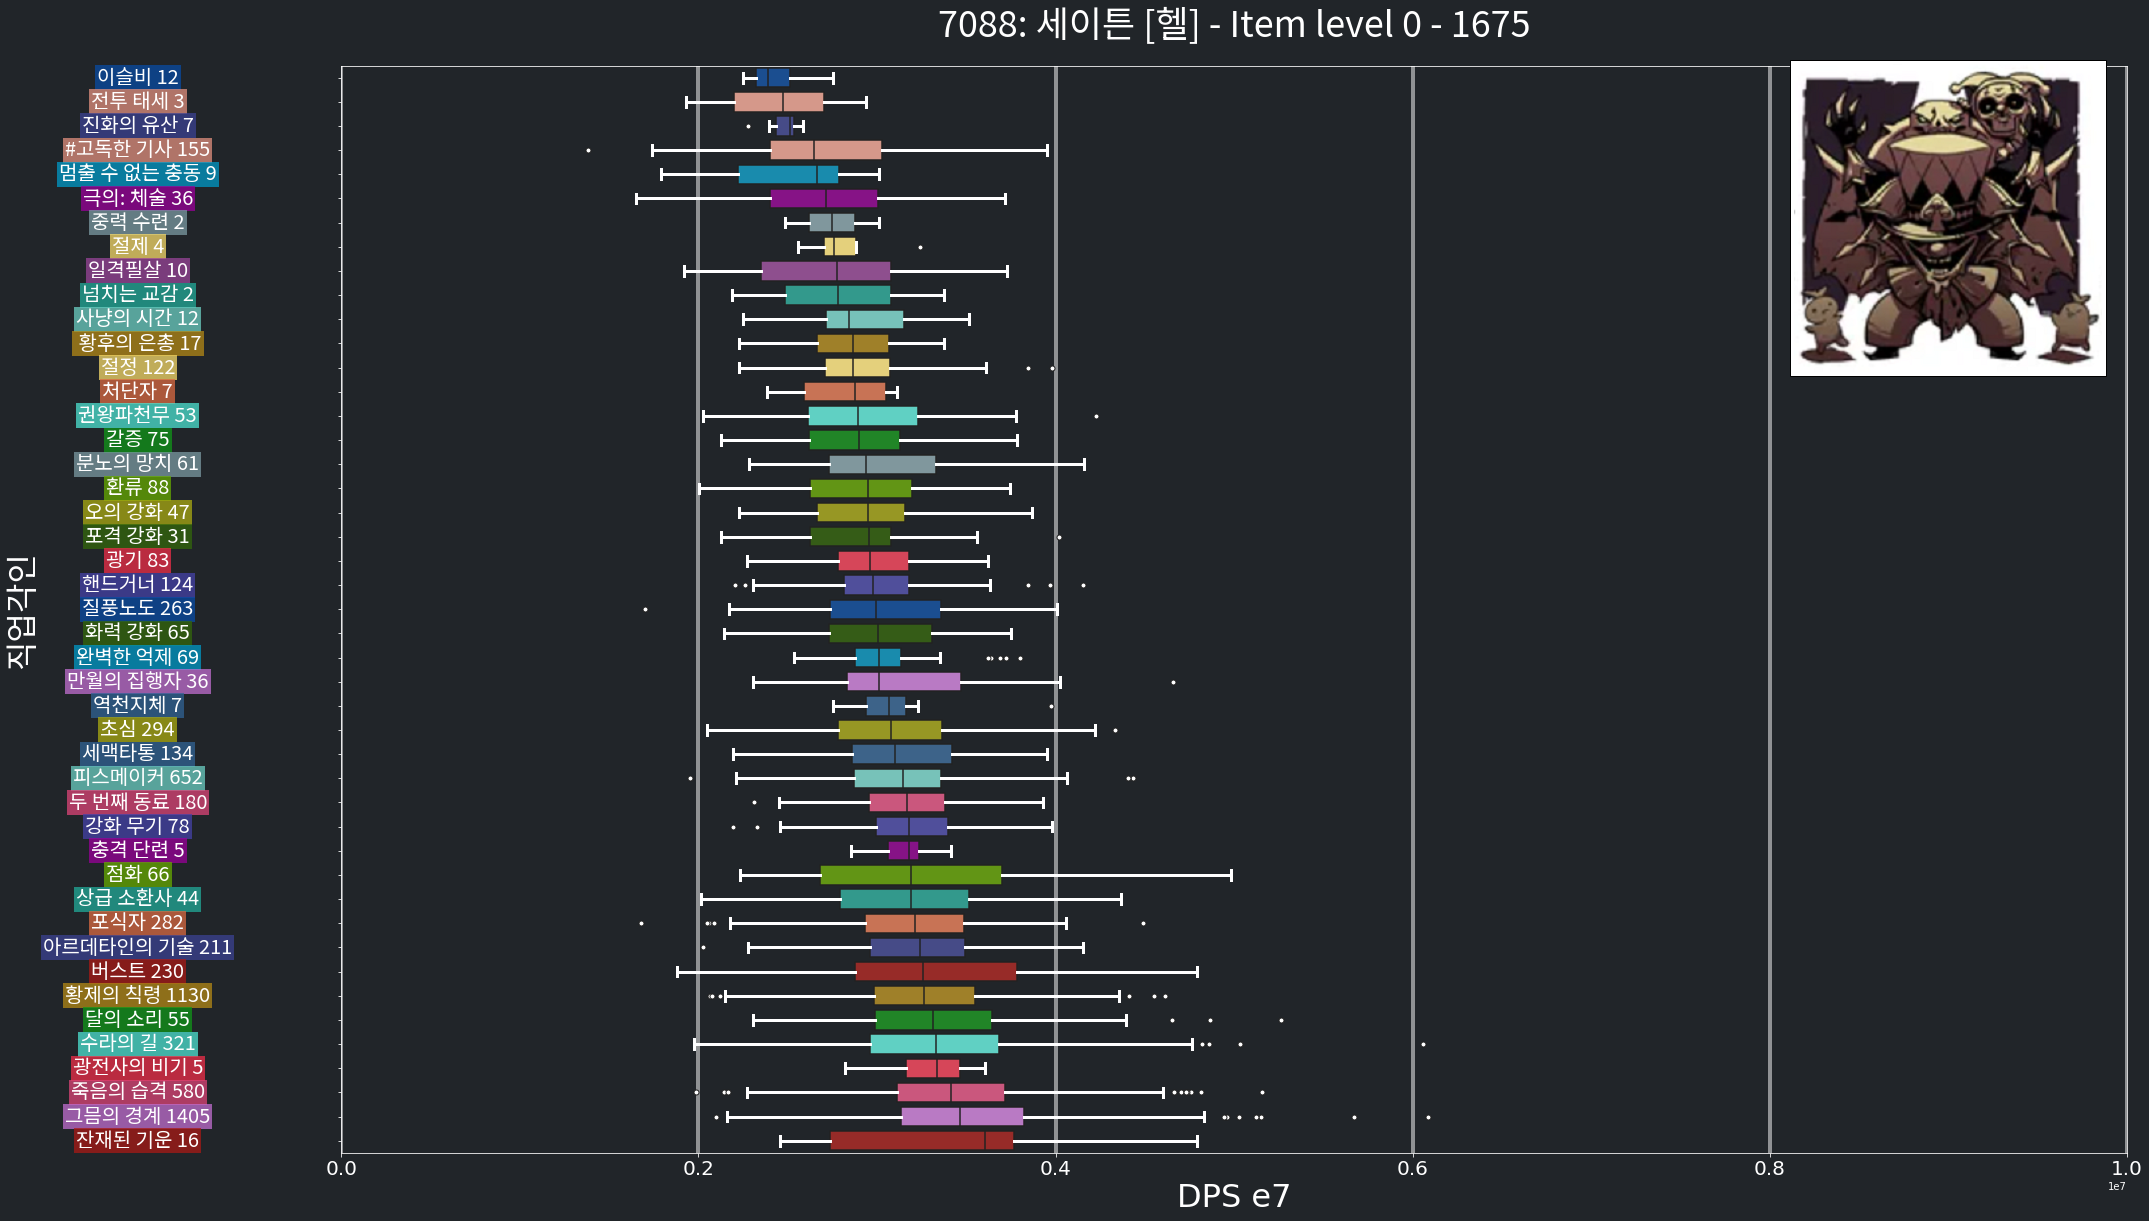 7088: 세이튼 [헬] - Item level 0 - 1675
직업각인
이슬비 12
전투 태세 3
진화의 유산 7
#고독한 기사 155
멈출 수 없는 충동 9
극의: 체술 36
중력 수련 2
절제 4
일격필살 10
넘치는 교감 2
사냥의 시간 12
황후의 은총 17
절정 122
처단자 7
권왕파천무 53
갈증 75
분노의 망치 61
환류 88
오의 강화 47
포격 강화 31
광기 83
핸드거너 124
질풍노도 263
화력 강화 65
완벽한 억제 69
만월의 집행자 36
역천지체 7
초심 294
세맥타통 134
피스메이커 652
두 번째 동료 180
강화 무기 78
충격 단련 5
점화 66
상급 소환사 44
포식자 282
아르데타인의 기술 211
버스트 230
황제의 칙령 1130
달의 소리 55
수라의 길 321
광전사의 비기 5
죽음의 습격 580
그믐의 경계 1405
잔재된 기운 16
0.0 0.2 0.4 0.6 0.8 1.0
1e7
DPS e7